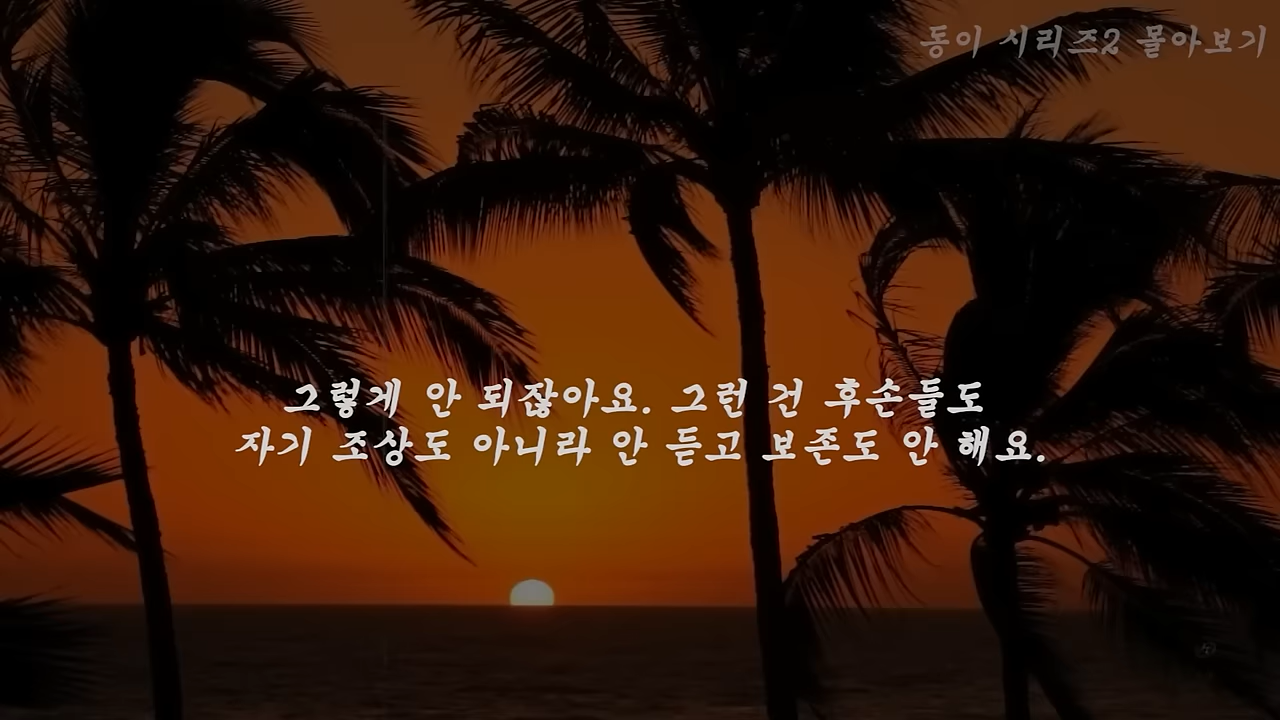 동이 시리즈2 몰아보기
그렇게 안 되잖아요. 그런 건 후손들도
자기 조상도 아니라 안 듣고 보존도 안 해요.